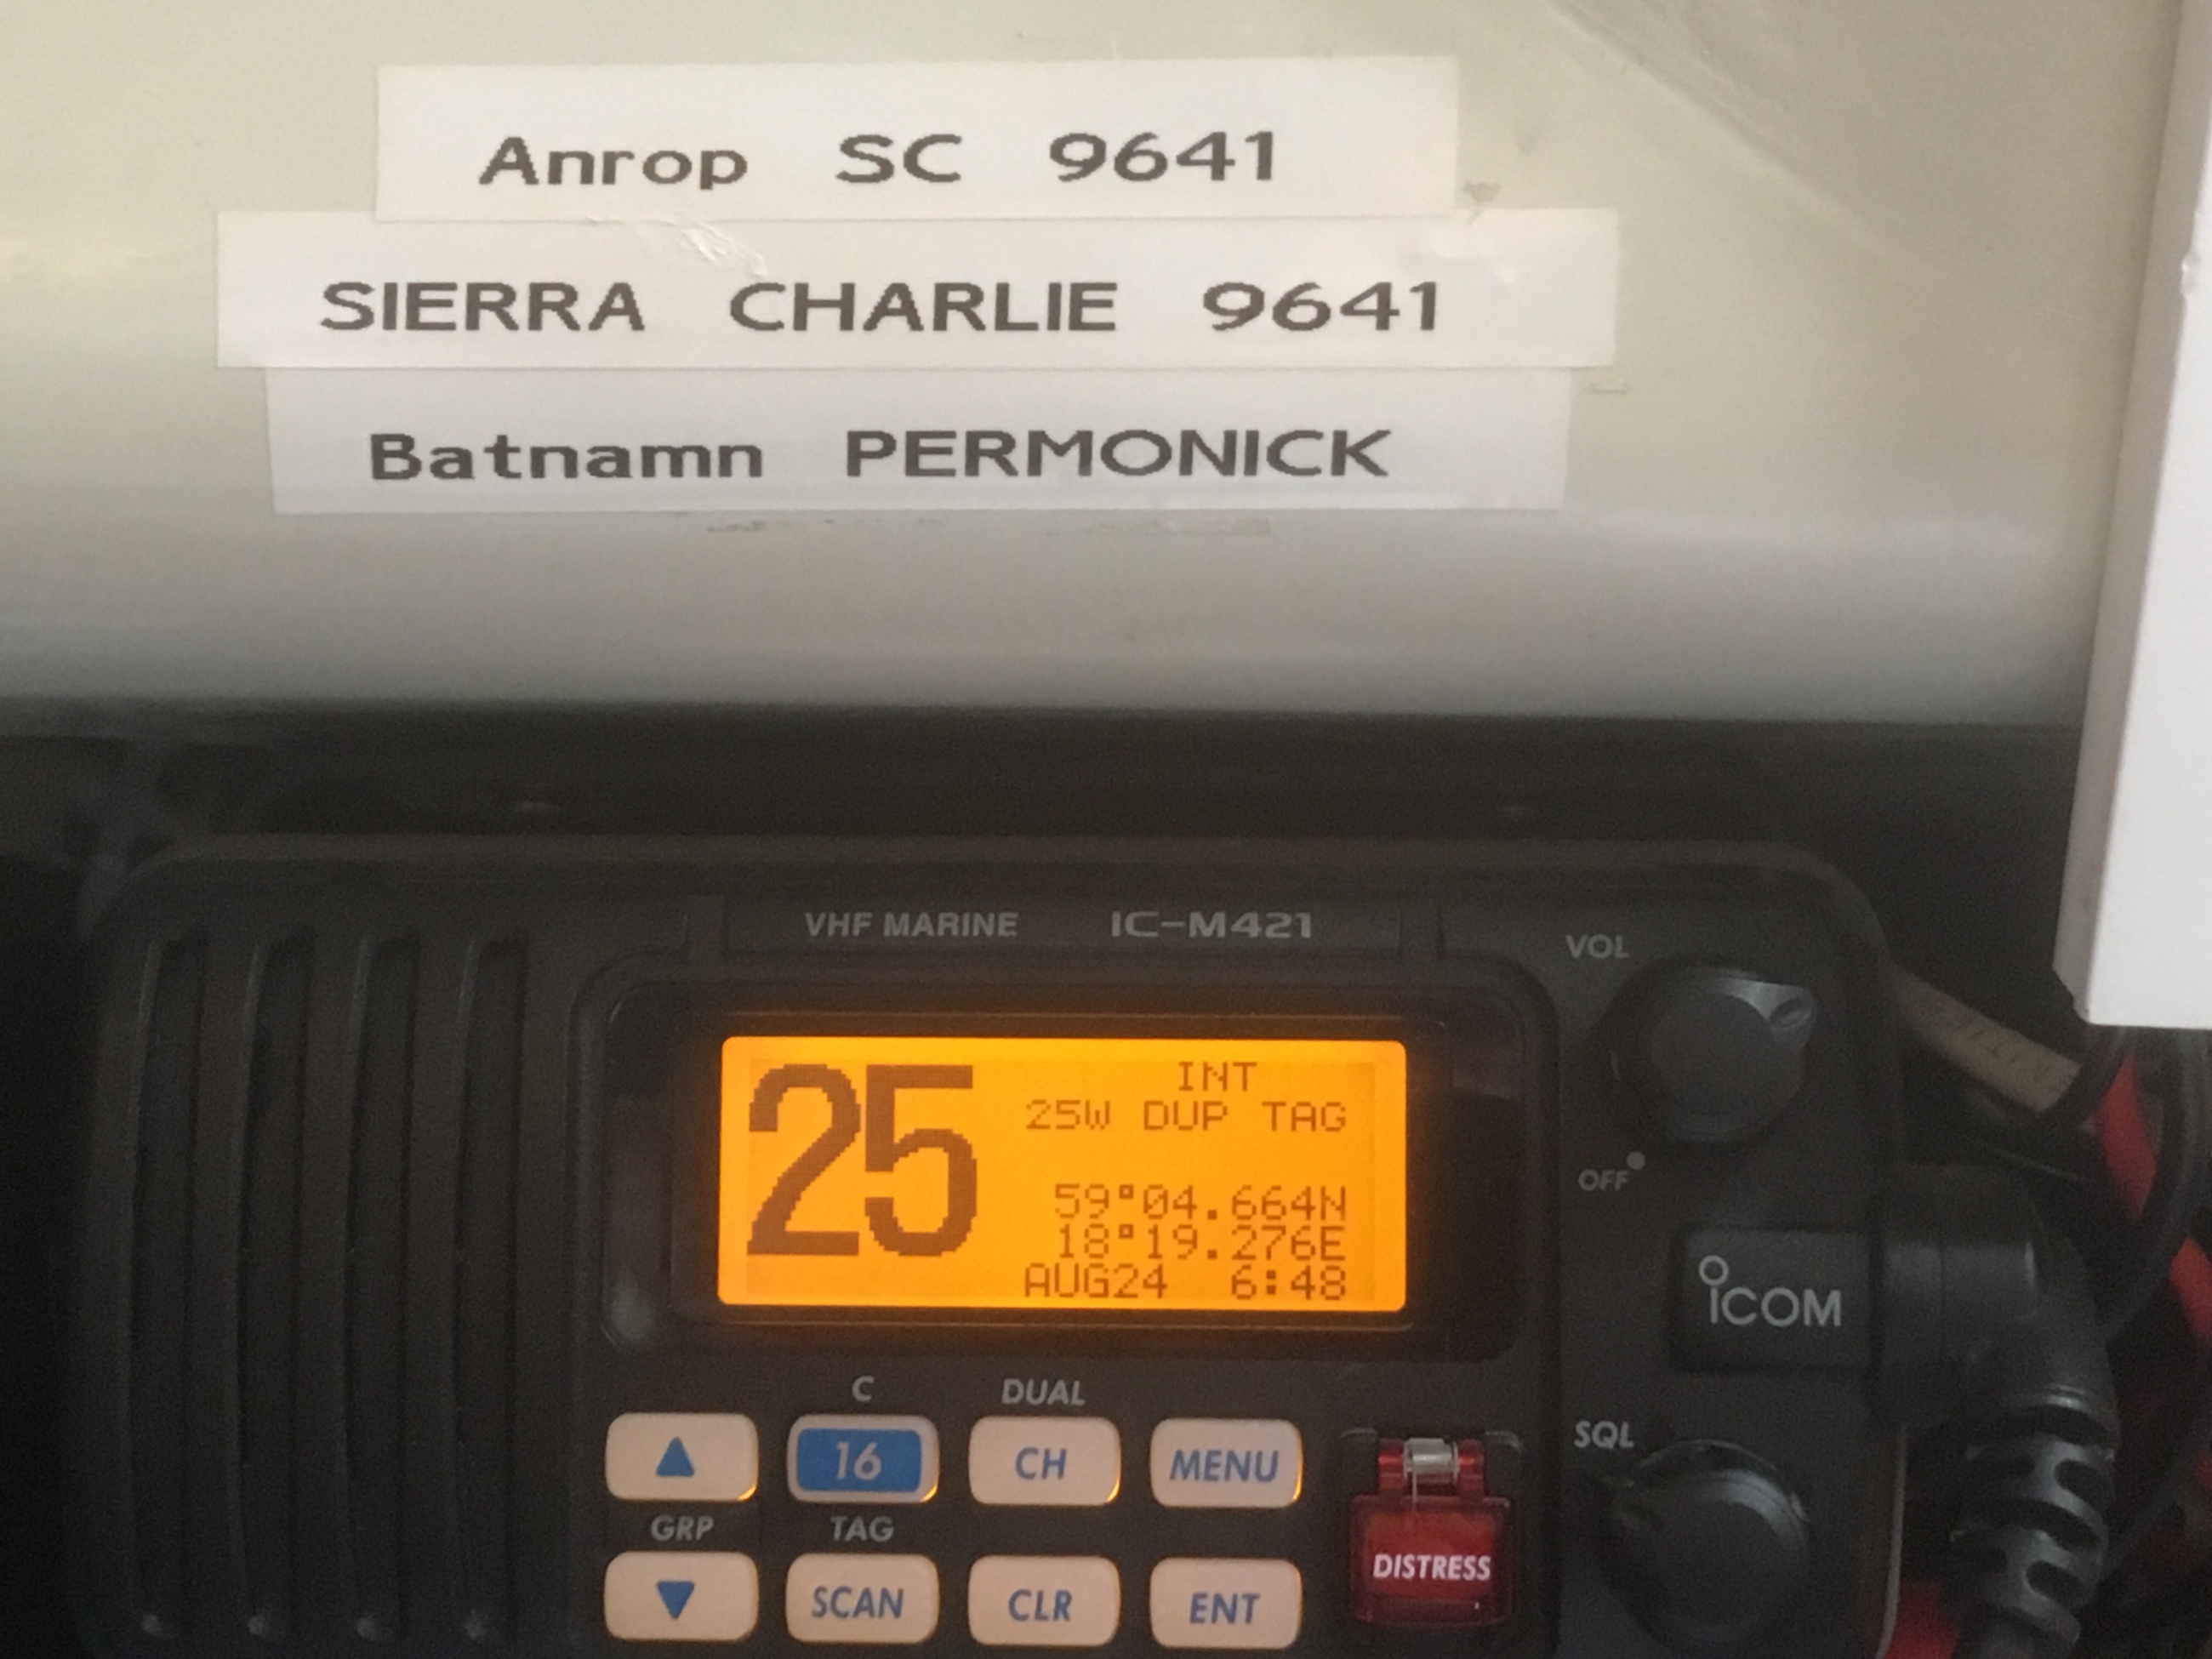 Anrop SC 9641
SIERRA CHARLIE 9641
Batnamn PERMONICK
VHF MARINE IC-M421
VOL
25
INT
25W DUP TAG
59°04.664N
18°19.276E
AUG24 6:48
OFF
ICOM
C DUAL
16 CH MENU
SQL
GRP TAG
DISTRESS
SCAN CLR ENT